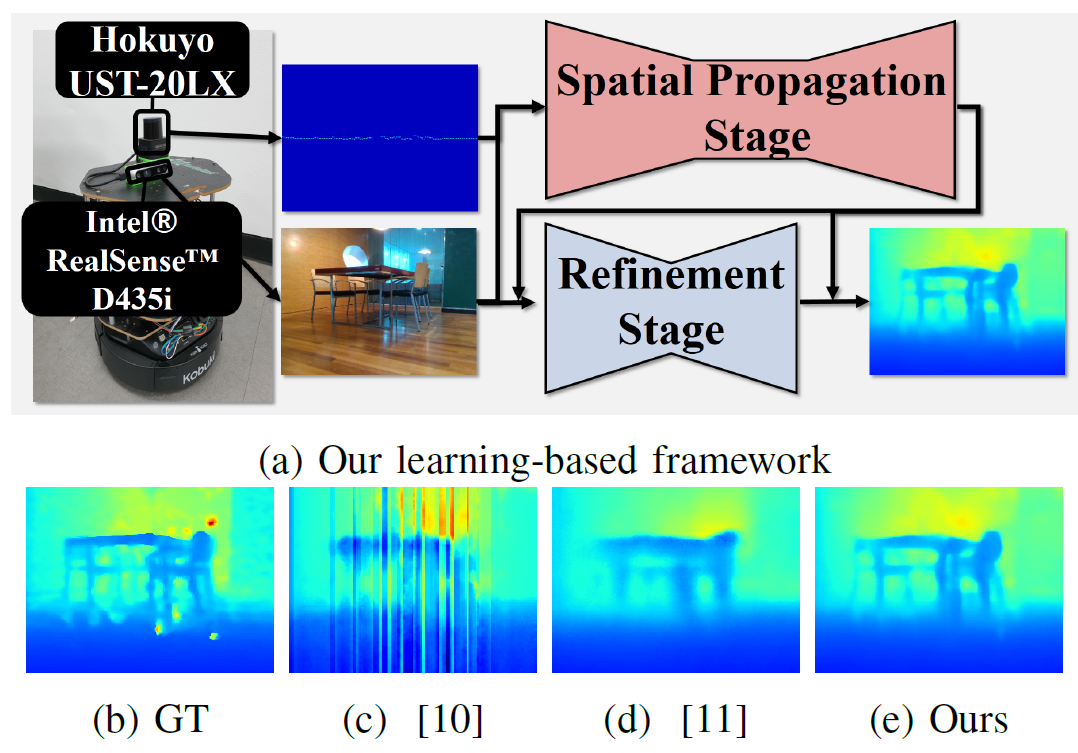 Hokuyo
UST-20LX
Intel®
RealSense™
D435i
KOBUKI
Spatial Propagation
Stage
Refinement
Stage
(a) Our learning-based framework
(b) GT
(c) [10]
(d) [11]
(e) Ours